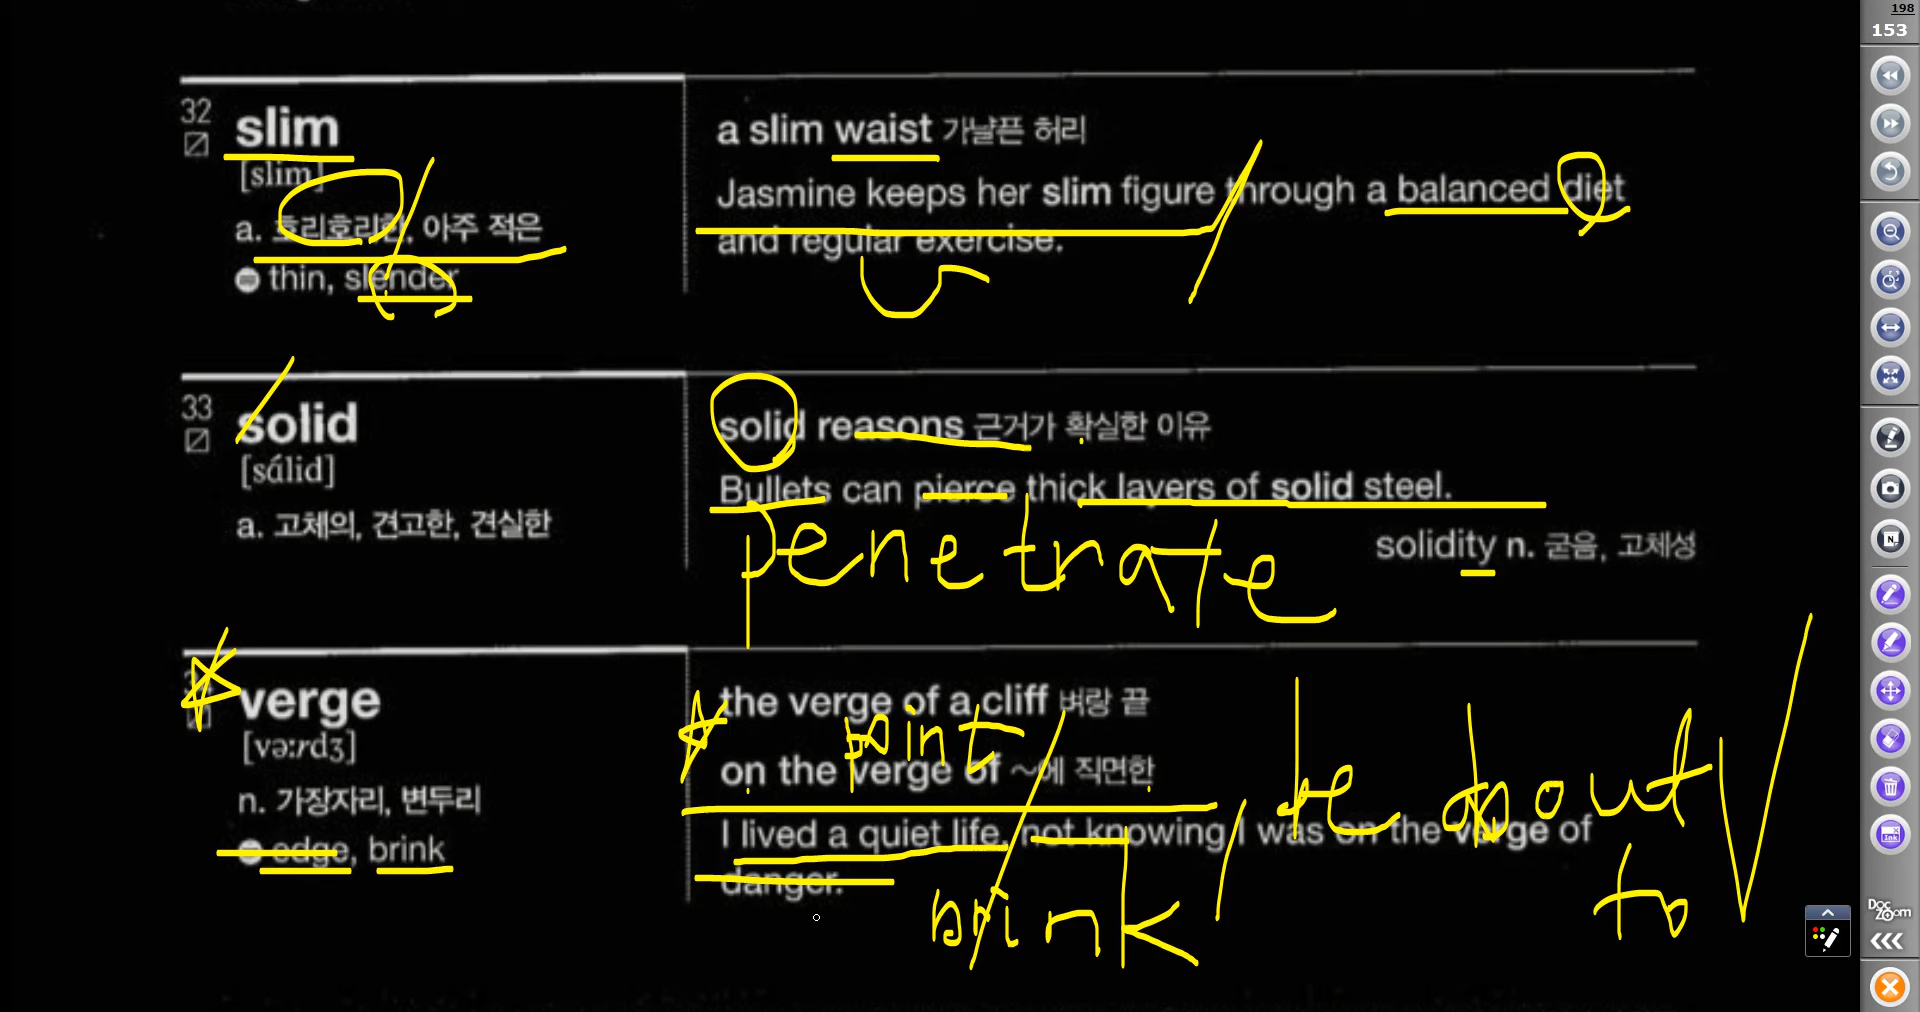 198
153
32
slim
[slim]
a. 호리호리한, 아주 적은
thin, slender
a slim waist 가냘픈 허리
Jasmine keeps her slim figure through a balanced diet
and regular exercise.
33
solid
[sálid]
a. 고체의, 견고한, 견실한
solid reasons 근거가 확실한 이유
Bullets can pierce thick layers of solid steel.
penetrate
solidity n. 굳음, 고체성
verge
[vəːrdʒ]
n. 가장자리, 변두리
edge, brink
the verge of a cliff 벼랑 끝
point
on the verge of ~에 직면한
I lived a quiet life, not knowing I was on the verge of
danger.
brink
be about
to
Doc
Zoom